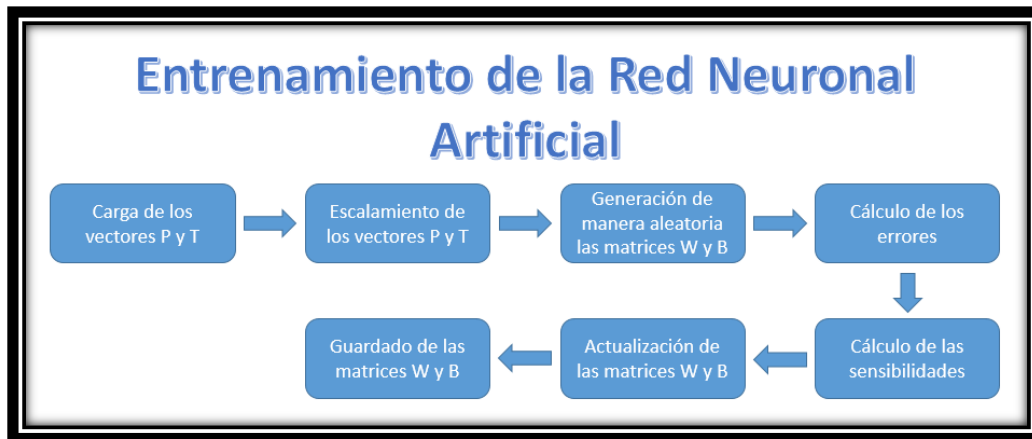 Entrenamiento de la Red Neuronal
Artificial
Carga de los
vectores P y T
Escalamiento de
los vectores P y T
Generación de
manera aleatoria
las matrices W y B
Cálculo de los
errores
Cálculo de las
sensibilidades
Actualización de
las matrices W y B
Guardado de las
matrices W y B